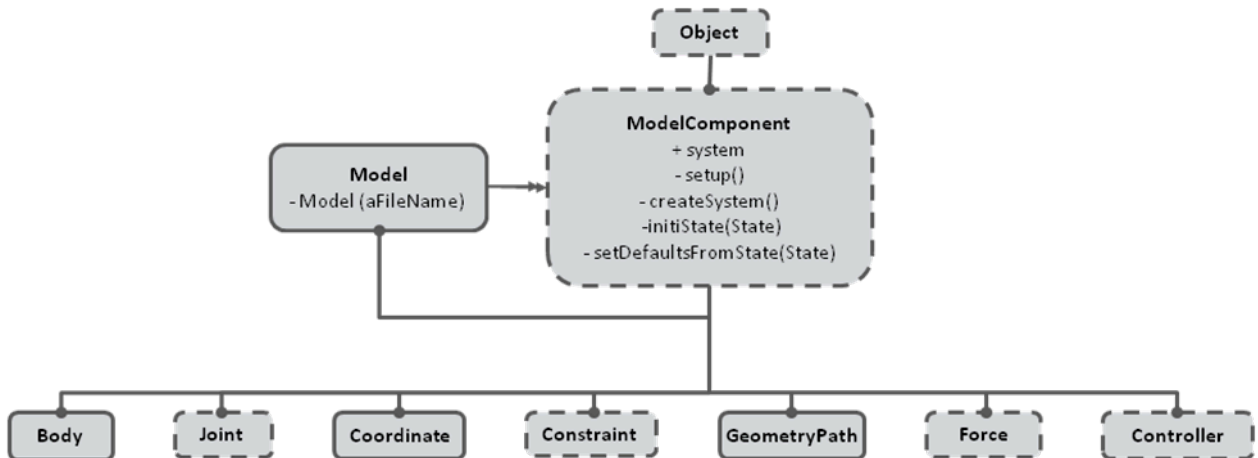 Object
ModelComponent
+ system
- setup()
- createSystem()
-initiState(State)
- setDefaultsFromState(State)
Model
- Model (aFileName)
Body
Joint
Coordinate
Constraint
GeometryPath
Force
Controller